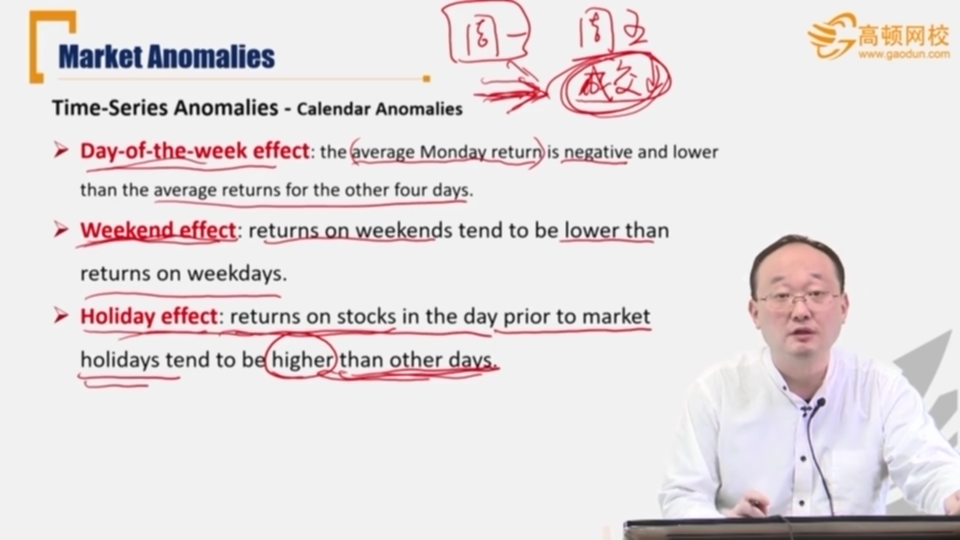 周一 周五
成交
高顿网校
www.gaodun.com
Market Anomalies
Time-Series Anomalies - Calendar Anomalies
Day-of-the-week effect: the average Monday return is negative and lower
than the average returns for the other four days.
Weekend effect: returns on weekends tend to be lower than
returns on weekdays.
Holiday effect: returns on stocks in the day prior to market
holidays tend to be higher than other days.